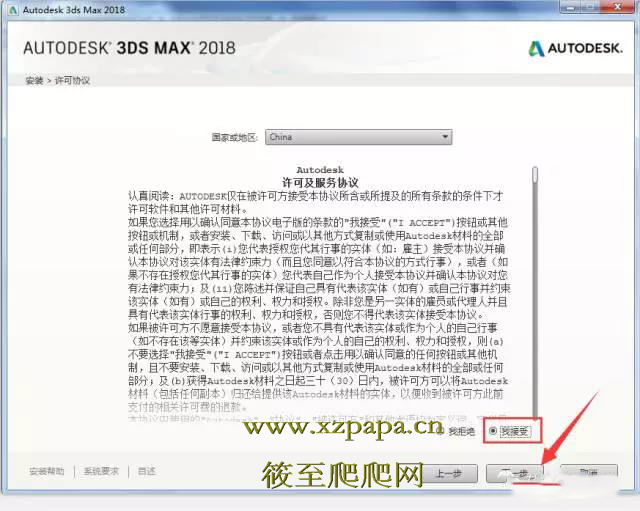 Autodesk 3ds Max 2018
AUTODESK® 3DS MAX® 2018
AUTODESK.
安装 > 许可协议
国家或地区: China
Autodesk
许可及服务协议
认真阅读: AUTODESK仅在被许可方接受本协议所含或所提及的所有条款的条件下才
许可软件和其他许可材料。
如果您选择用以确认同意本协议电子版的条款的"我接受"("I ACCEPT")按钮或其他
按钮或机制，或者安装、下载、访问或以其他方式复制或使用Autodesk材料的全部
或任何部分，即表示(i)您代表授权您代其行事的实体（如: 雇主）接受本协议并确
认本协议对该实体有法律约束力（而且您同意以符合本协议的方式行事），或者（如
果不存在授权您代其行事的实体）您代表自己作为个人接受本协议并确认本协议对您
有法律约束力；及(ii)您陈述并保证自己具有代表该实体（如有）或自己行事并约束
该实体（如有）或自己的权利、权力和授权。除非您是另一实体的雇员或代理人并且
具有代表该实体行事的权利、权力和授权，否则您不得代表该实体接受本协议。
如果被许可方不愿意接受本协议，或者您不具有代表该实体或作为个人的自己行事
（如不存在该等实体）并约束该实体或作为个人的自己的权利、权力和授权，则(a)
不要选择"我接受"("I ACCEPT")按钮或者点击用以确认同意的任何按钮或其他机
制，且不要安装、下载、访问或以其他方式复制或使用Autodesk材料的全部或任何
部分；及(b)获得Autodesk材料之日起三十（30）日内，被许可方可以将Autodesk
材料（包括任何副本）归还给提供该Autodesk材料的实体，以便收到被许可方此前
支付的相关许可费的退款。
www.xzpapa.cn
我拒绝 我接受
安装帮助 系统要求 自述
筱至爬爬网
上一步 下一步 取消